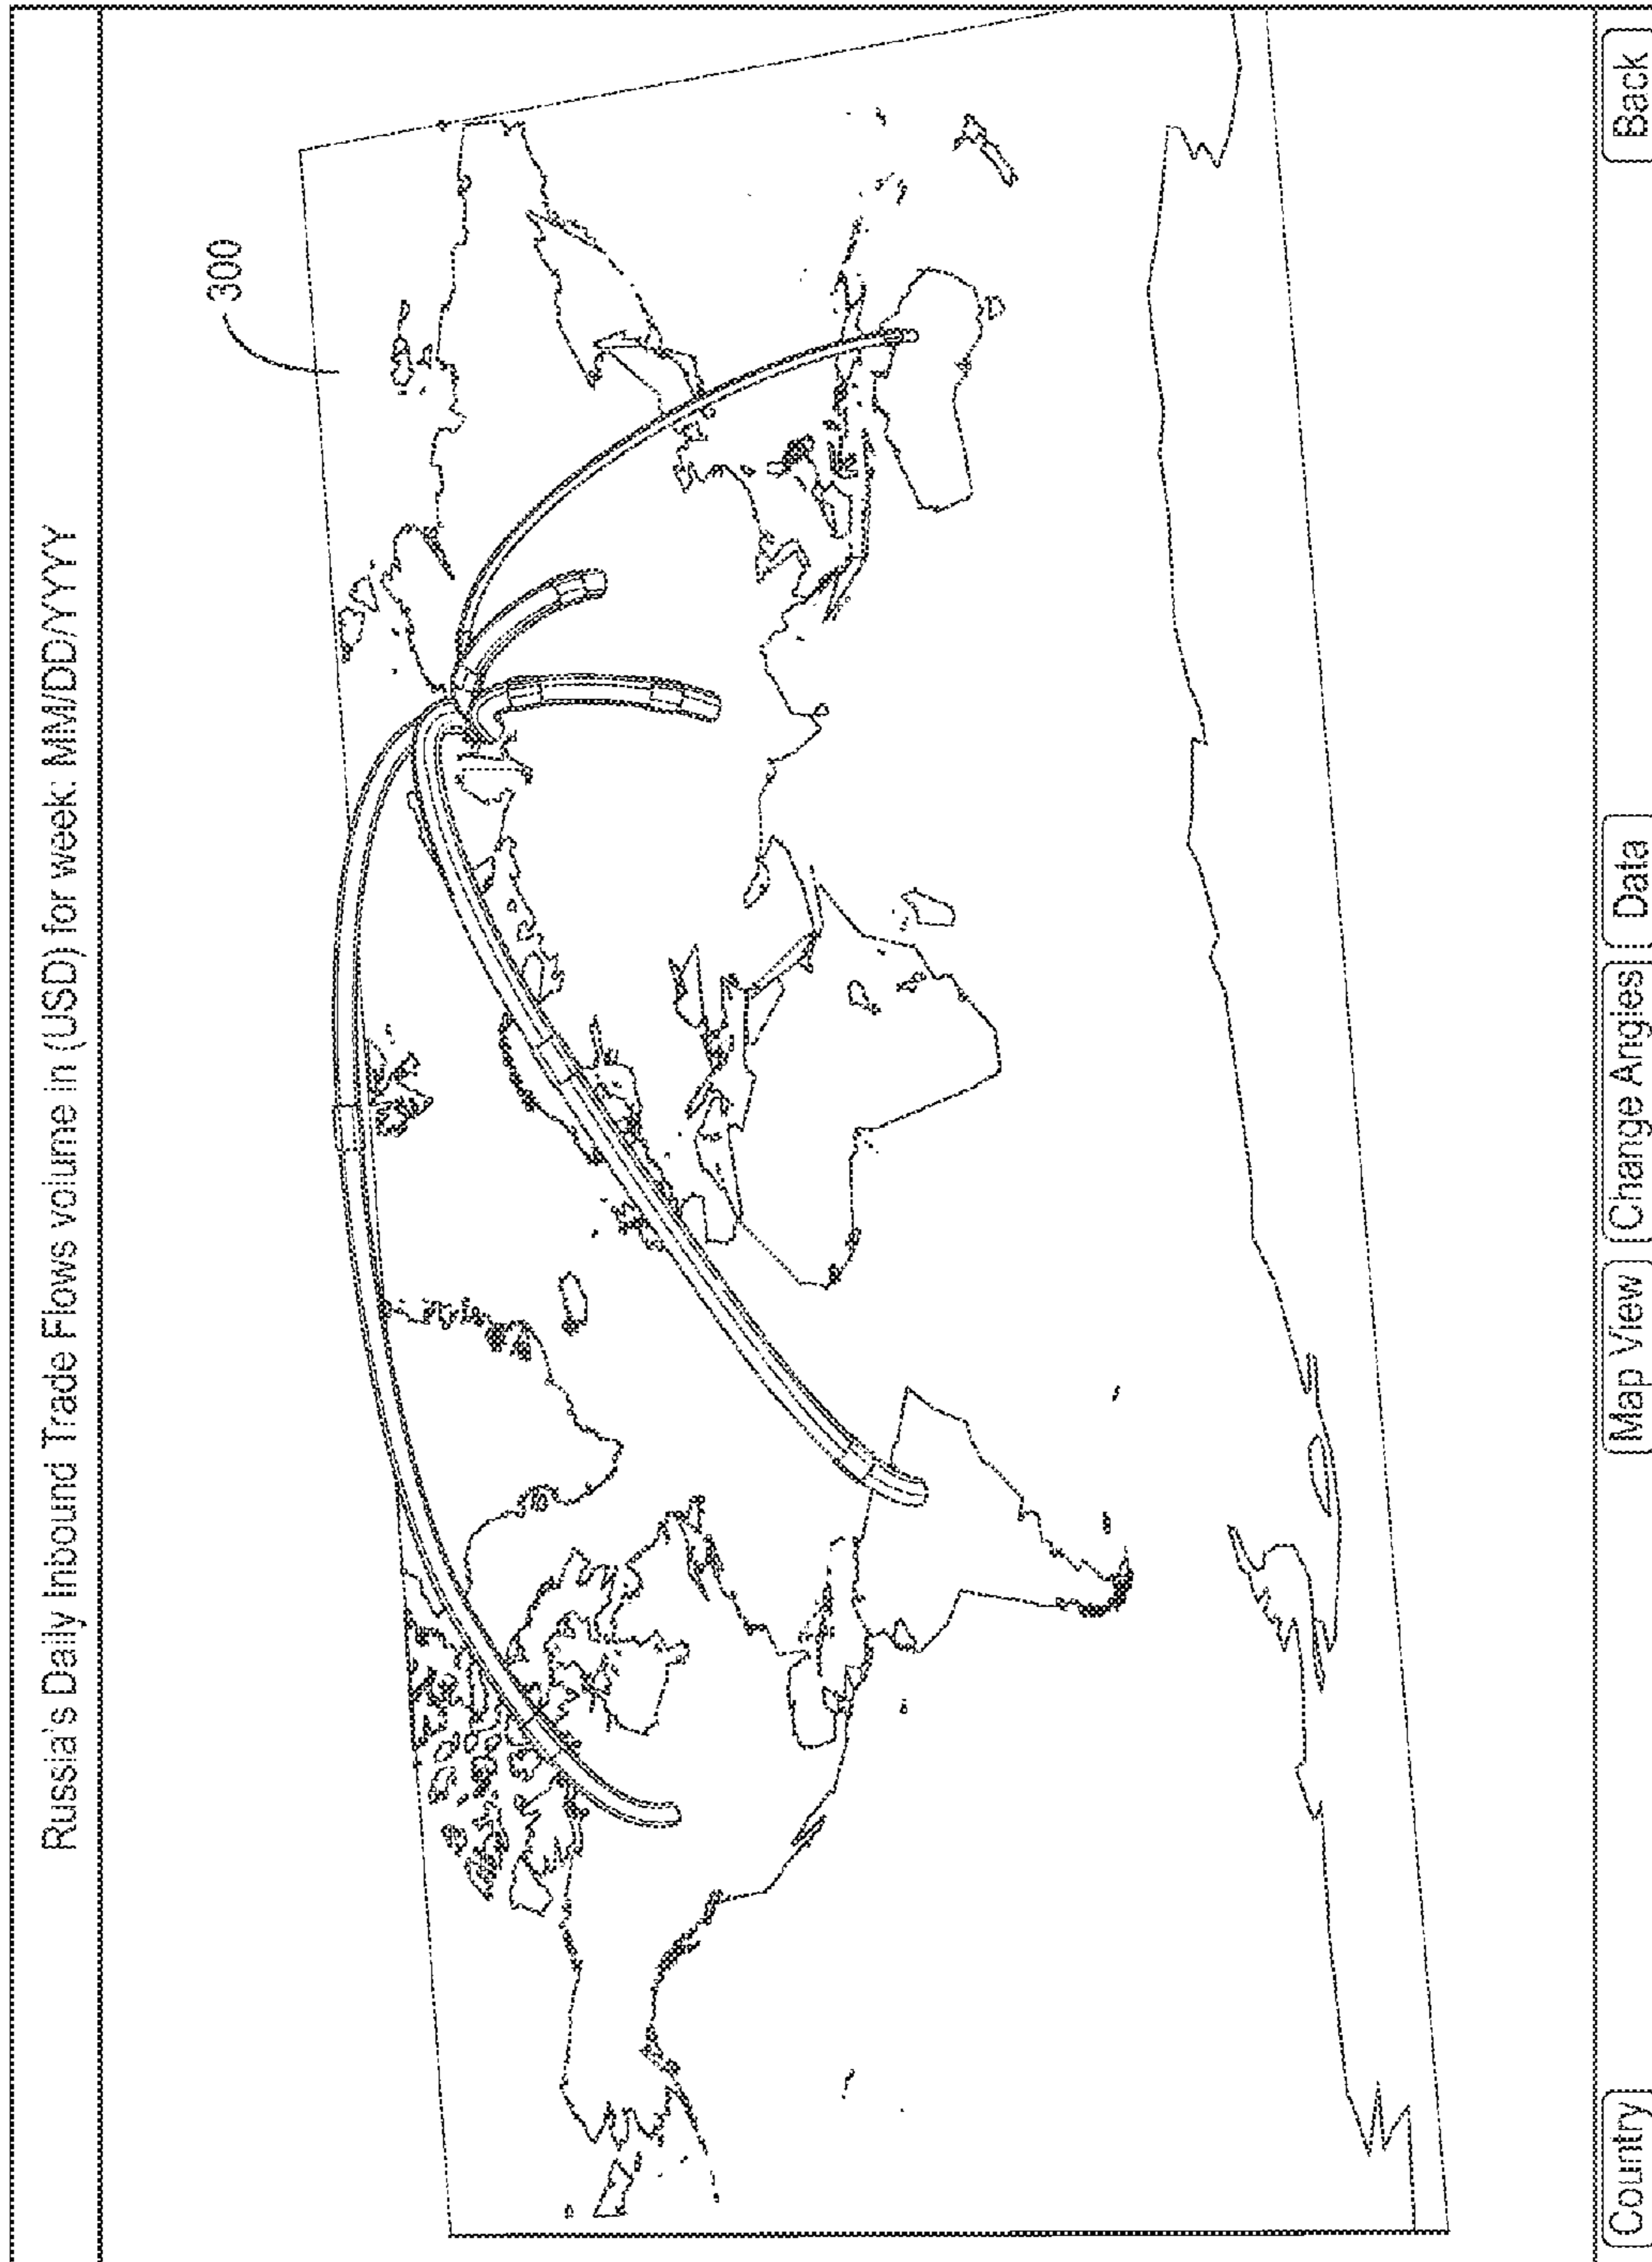 Russia's Daily Inbound Trade Flows volume in (USD) for week: MM/DD/YYYY
300
Country
Map View
Change Angles
Data
Back